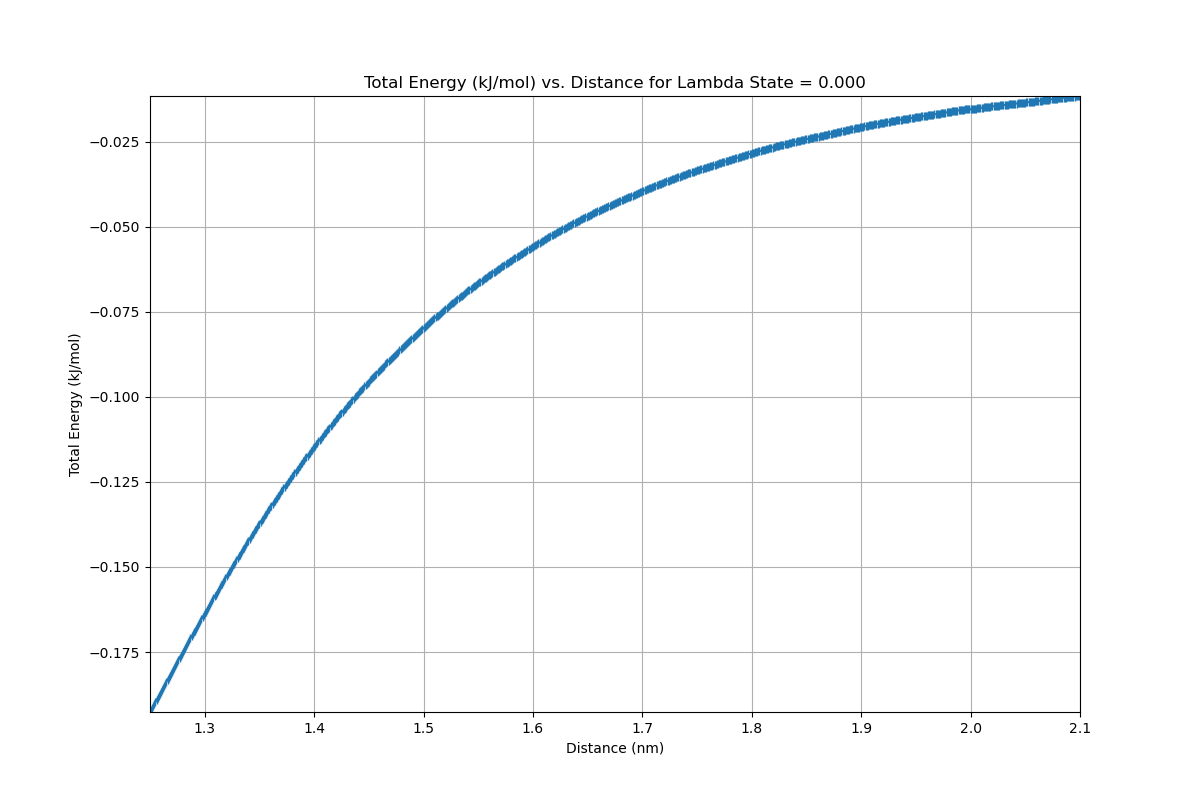 Total Energy (kJ/mol) vs. Distance for Lambda State = 0.000
Total Energy (kJ/mol)
−0.025
−0.050
−0.075
−0.100
−0.125
−0.150
−0.175
1.3 1.4 1.5 1.6 1.7 1.8 1.9 2.0 2.1
Distance (nm)